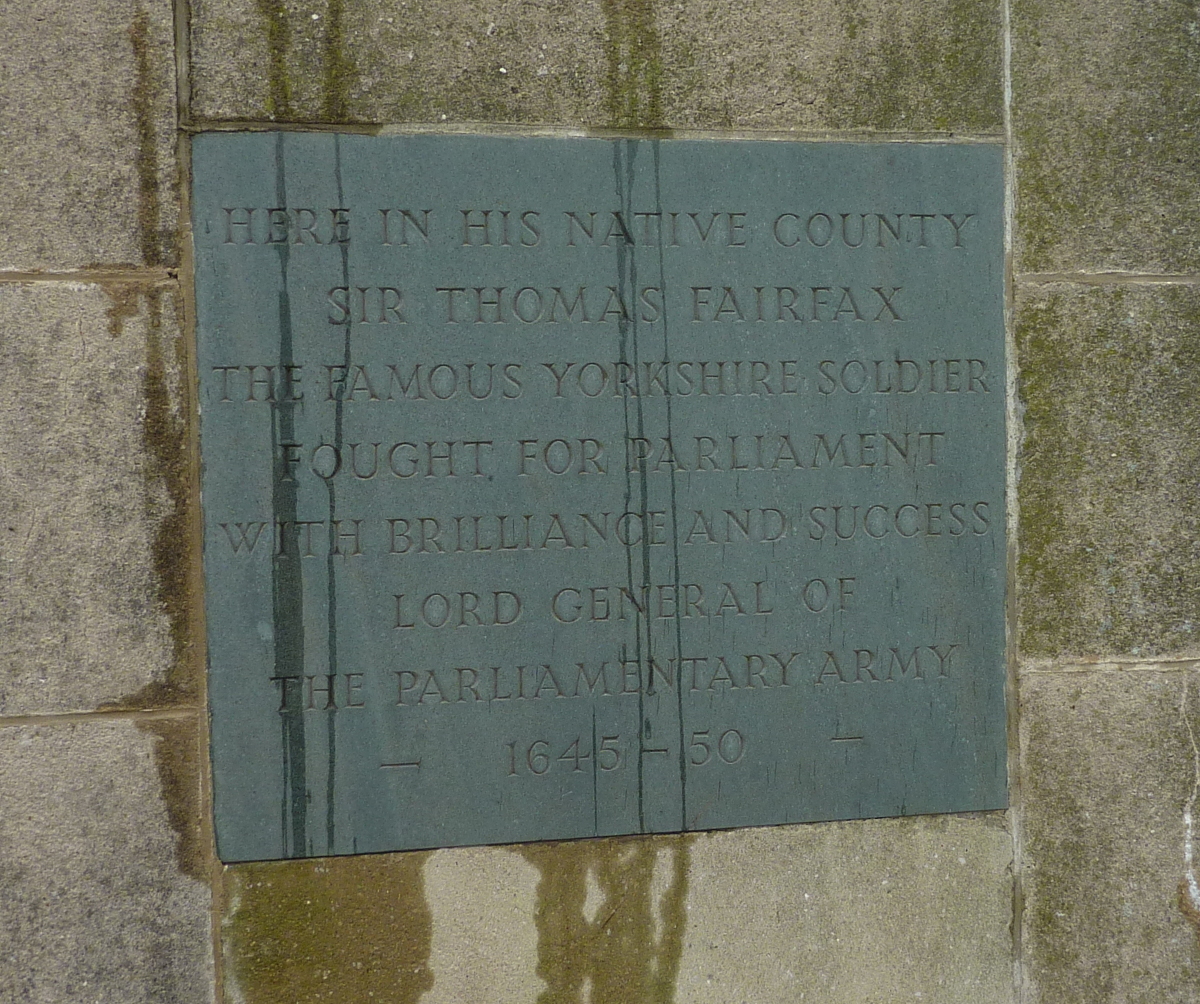 HERE IN HIS NATIVE COUNTY
SIR THOMAS FAIRFAX
THE FAMOUS YORKSHIRE SOLDIER
FOUGHT FOR PARLIAMENT
WITH BRILLIANCE AND SUCCESS
LORD GENERAL OF
THE PARLIAMENTARY ARMY
— 1645 – 50 —